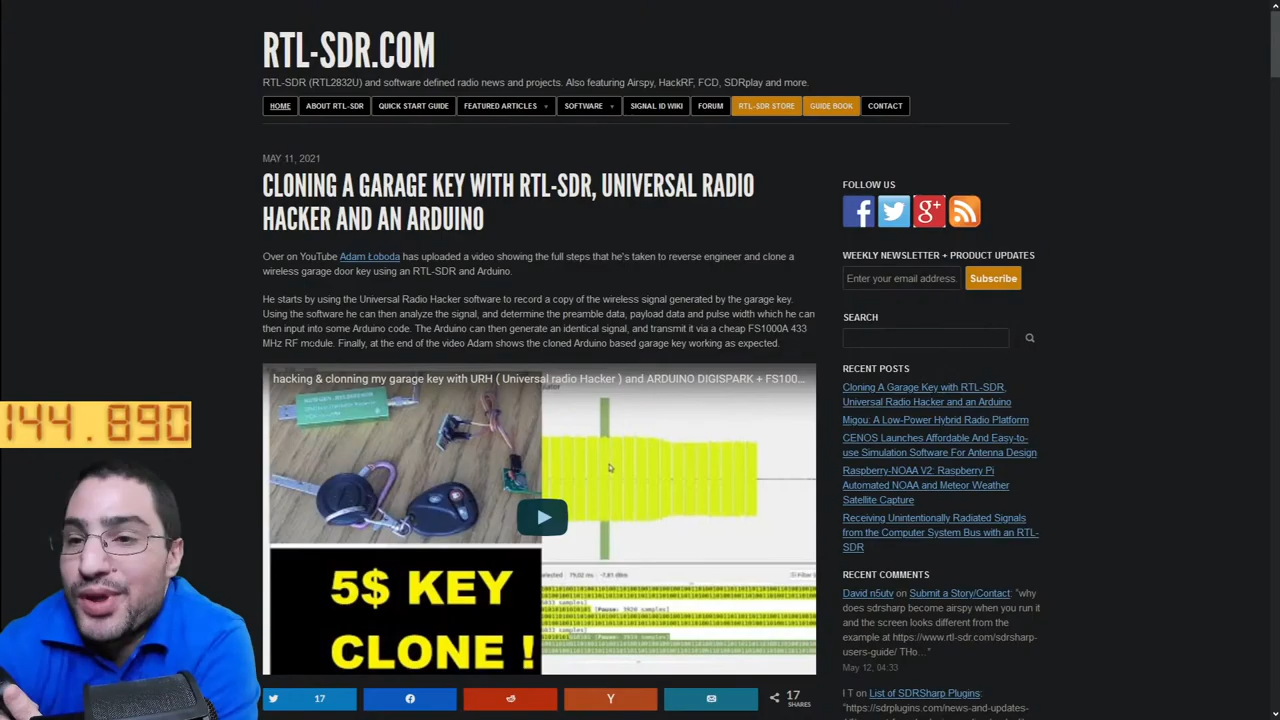 RTL-SDR.COM
RTL-SDR (RTL2832U) and software defined radio news and projects. Also featuring Airspy, HackRF, FCD, SDRplay and more.
HOME ABOUT RTL-SDR QUICK START GUIDE FEATURED ARTICLES SOFTWARE SIGNAL ID WIKI FORUM RTL-SDR STORE GUIDE BOOK CONTACT
MAY 11, 2021
CLONING A GARAGE KEY WITH RTL-SDR, UNIVERSAL RADIO
HACKER AND AN ARDUINO
Over on YouTube Adam Łoboda has uploaded a video showing the full steps that he's taken to reverse engineer and clone a
wireless garage door key using an RTL-SDR and Arduino.
He starts by using the Universal Radio Hacker software to record a copy of the wireless signal generated by the garage key.
Using the software he can then analyze the signal, and determine the preamble data, payload data and pulse width which he can
then input into some Arduino code. The Arduino can then generate an identical signal, and transmit it via a cheap FS1000A 433
MHz RF module. Finally, at the end of the video Adam shows the cloned Arduino based garage key working as expected.
hacking & clonning my garage key with URH ( Universal radio Hacker ) and ARDUINO DIGISPARK + FS100...
5$ KEY
CLONE !
17
17
SHARES
144.890
FOLLOW US
WEEKLY NEWSLETTER + PRODUCT UPDATES
Enter your email address. Subscribe
SEARCH
RECENT POSTS
Cloning A Garage Key with RTL-SDR,
Universal Radio Hacker and an Arduino
Migou: A Low-Power Hybrid Radio Platform
CENOS Launches Affordable And Easy-to-
use Simulation Software For Antenna Design
Raspberry-NOAA V2: Raspberry Pi
Automated NOAA and Meteor Weather
Satellite Capture
Receiving Unintentionally Radiated Signals
from the Computer System Bus with an RTL-
SDR
RECENT COMMENTS
David n5utv on Submit a Story/Contact: "why
does sdrsharp become airspy when you run it
and the screen looks different from the
example at https://www.rtl-sdr.com/sdrsharp-
users-guide/ THo..."
May 12, 04:33
I T on List of SDRSharp Plugins:
"https://sdrplugins.com/news-and-updates-